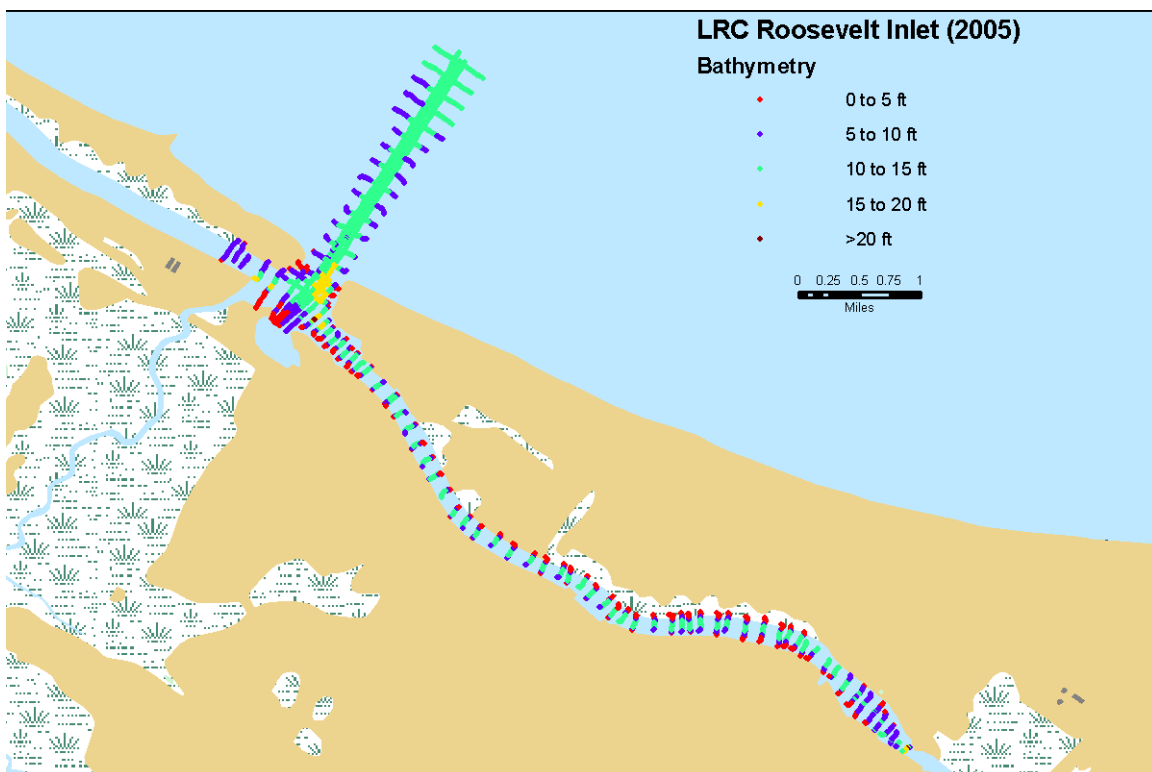 LRC Roosevelt Inlet (2005)
Bathymetry
0 to 5 ft
5 to 10 ft
10 to 15 ft
15 to 20 ft
>20 ft
0 0.25 0.5 0.75 1
Miles